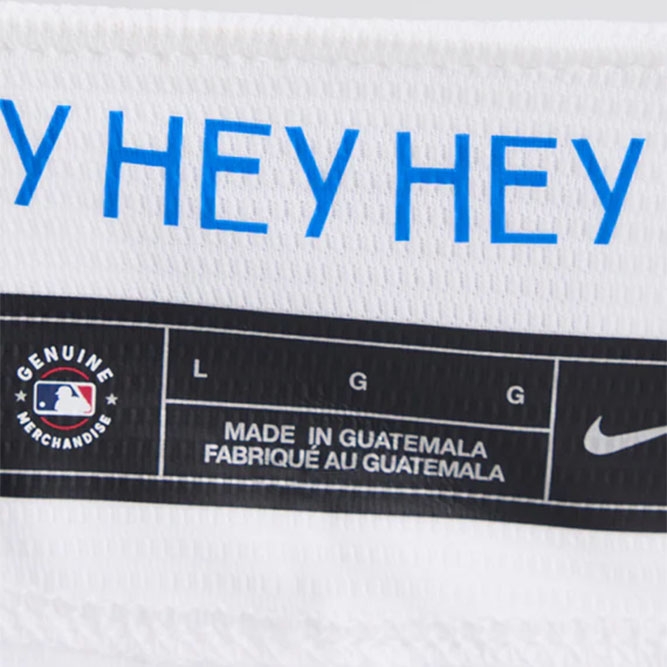 Y HEY HEY
GENUINE
MERCHANDISE
L G G
MADE IN GUATEMALA
FABRIQUÉ AU GUATEMALA